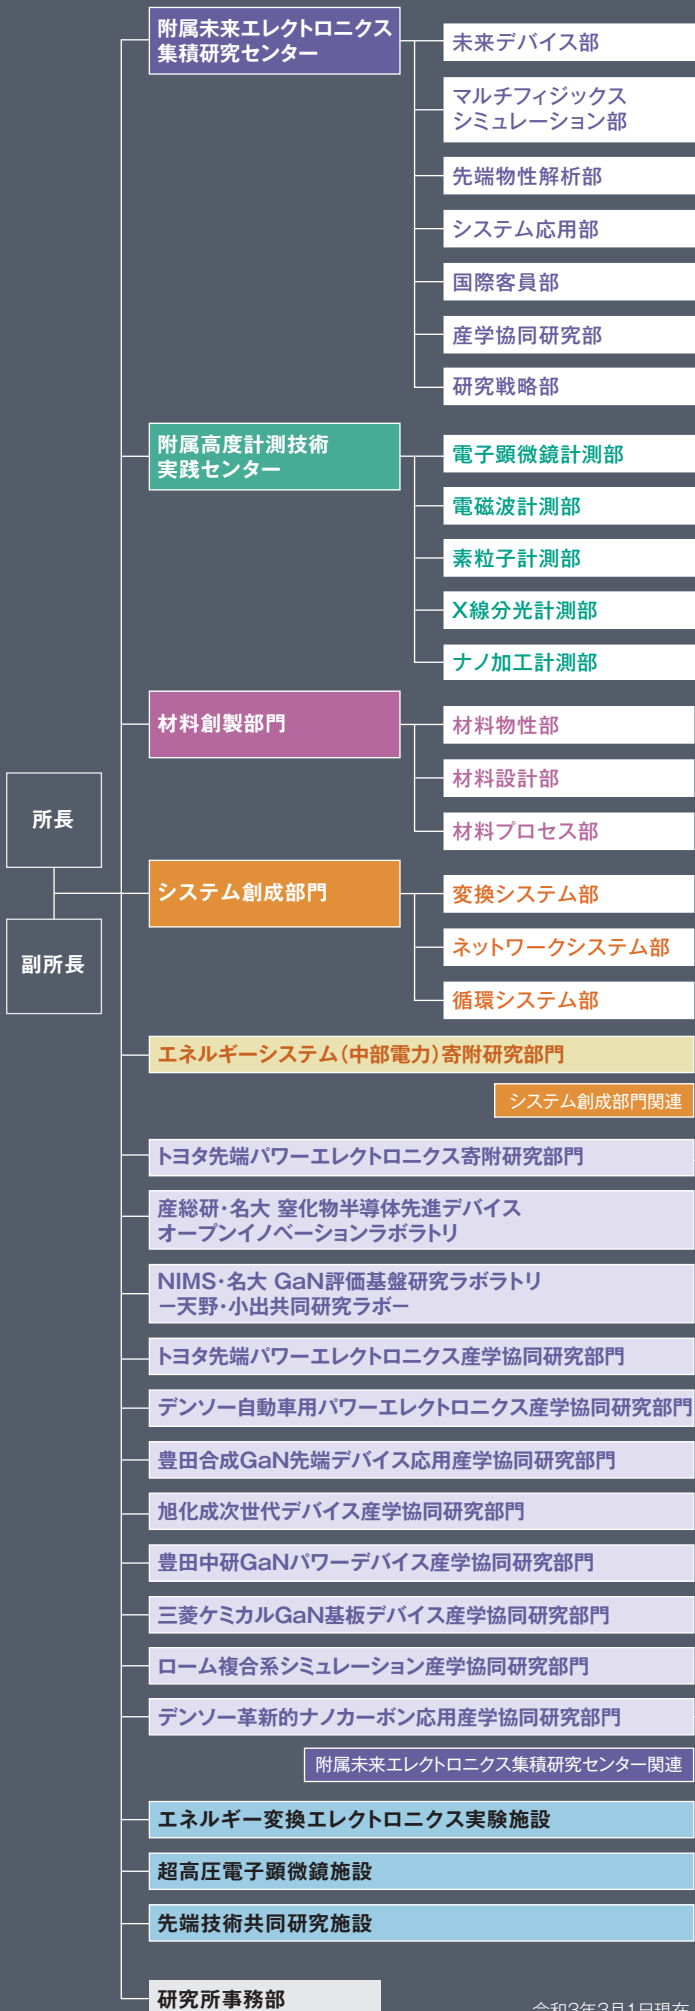 附属未来エレクトロニクス
集積研究センター
未来デバイス部
マルチフィジックス
シミュレーション部
先端物性解析部
システム応用部
国際客員部
産学協同研究部
研究戦略部
附属高度計測技術
実践センター
電子顕微鏡計測部
電磁波計測部
素粒子計測部
X線分光計測部
ナノ加工計測部
材料創製部門
材料物性部
材料設計部
材料プロセス部
所長
副所長
システム創成部門
変換システム部
ネットワークシステム部
循環システム部
エネルギーシステム(中部電力)寄附研究部門
システム創成部門関連
トヨタ先端パワーエレクトロニクス寄附研究部門
産総研・名大 窒化物半導体先進デバイス
オープンイノベーションラボラトリ
NIMS・名大 GaN評価基盤研究ラボラトリ
ー天野・小出共同研究ラボー
トヨタ先端パワーエレクトロニクス産学協同研究部門
デンソー自動車用パワーエレクトロニクス産学協同研究部門
豊田合成GaN先端デバイス応用産学協同研究部門
旭化成次世代デバイス産学協同研究部門
豊田中研GaNパワーデバイス産学協同研究部門
三菱ケミカルGaN基板デバイス産学協同研究部門
ローム複合系シミュレーション産学協同研究部門
デンソー革新的ナノカーボン応用産学協同研究部門
附属未来エレクトロニクス集積研究センター関連
エネルギー変換エレクトロニクス実験施設
超高圧電子顕微鏡施設
先端技術共同研究施設
研究所事務部
令和3年3月1日現在